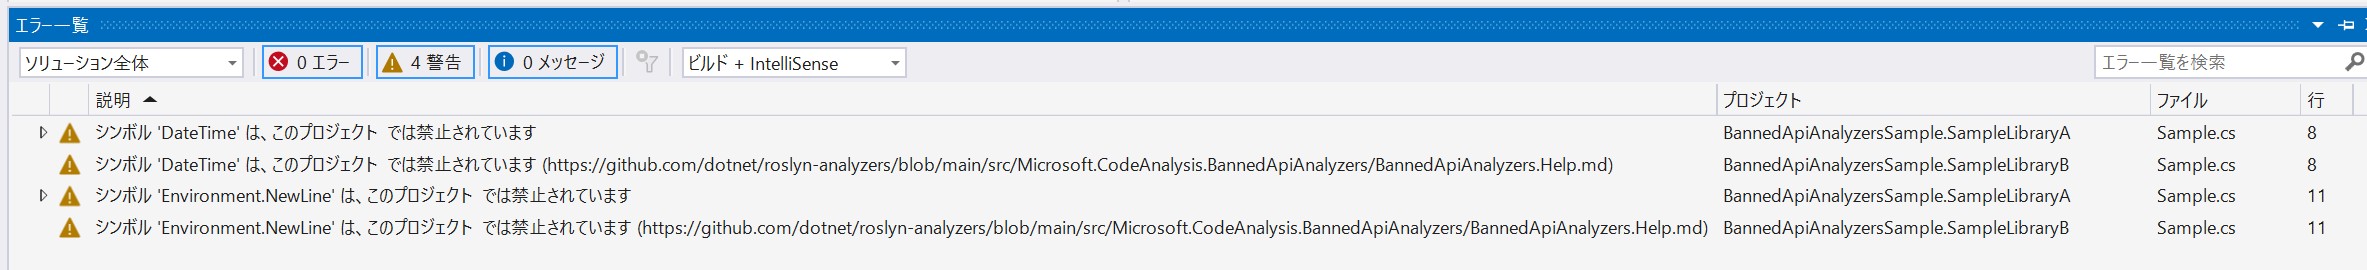 エラー一覧
ソリューション全体 0 エラー 4 警告 0 メッセージ ビルド + IntelliSense エラー一覧を検索
説明 プロジェクト ファイル 行
シンボル 'DateTime' は、このプロジェクト では禁止されています BannedApiAnalyzersSample.SampleLibraryA Sample.cs 8
シンボル 'DateTime' は、このプロジェクト では禁止されています (https://github.com/dotnet/roslyn-analyzers/blob/main/src/Microsoft.CodeAnalysis.BannedApiAnalyzers/BannedApiAnalyzers.Help.md) BannedApiAnalyzersSample.SampleLibraryB Sample.cs 8
シンボル 'Environment.NewLine' は、このプロジェクト では禁止されています BannedApiAnalyzersSample.SampleLibraryA Sample.cs 11
シンボル 'Environment.NewLine' は、このプロジェクト では禁止されています (https://github.com/dotnet/roslyn-analyzers/blob/main/src/Microsoft.CodeAnalysis.BannedApiAnalyzers/BannedApiAnalyzers.Help.md) BannedApiAnalyzersSample.SampleLibraryB Sample.cs 11